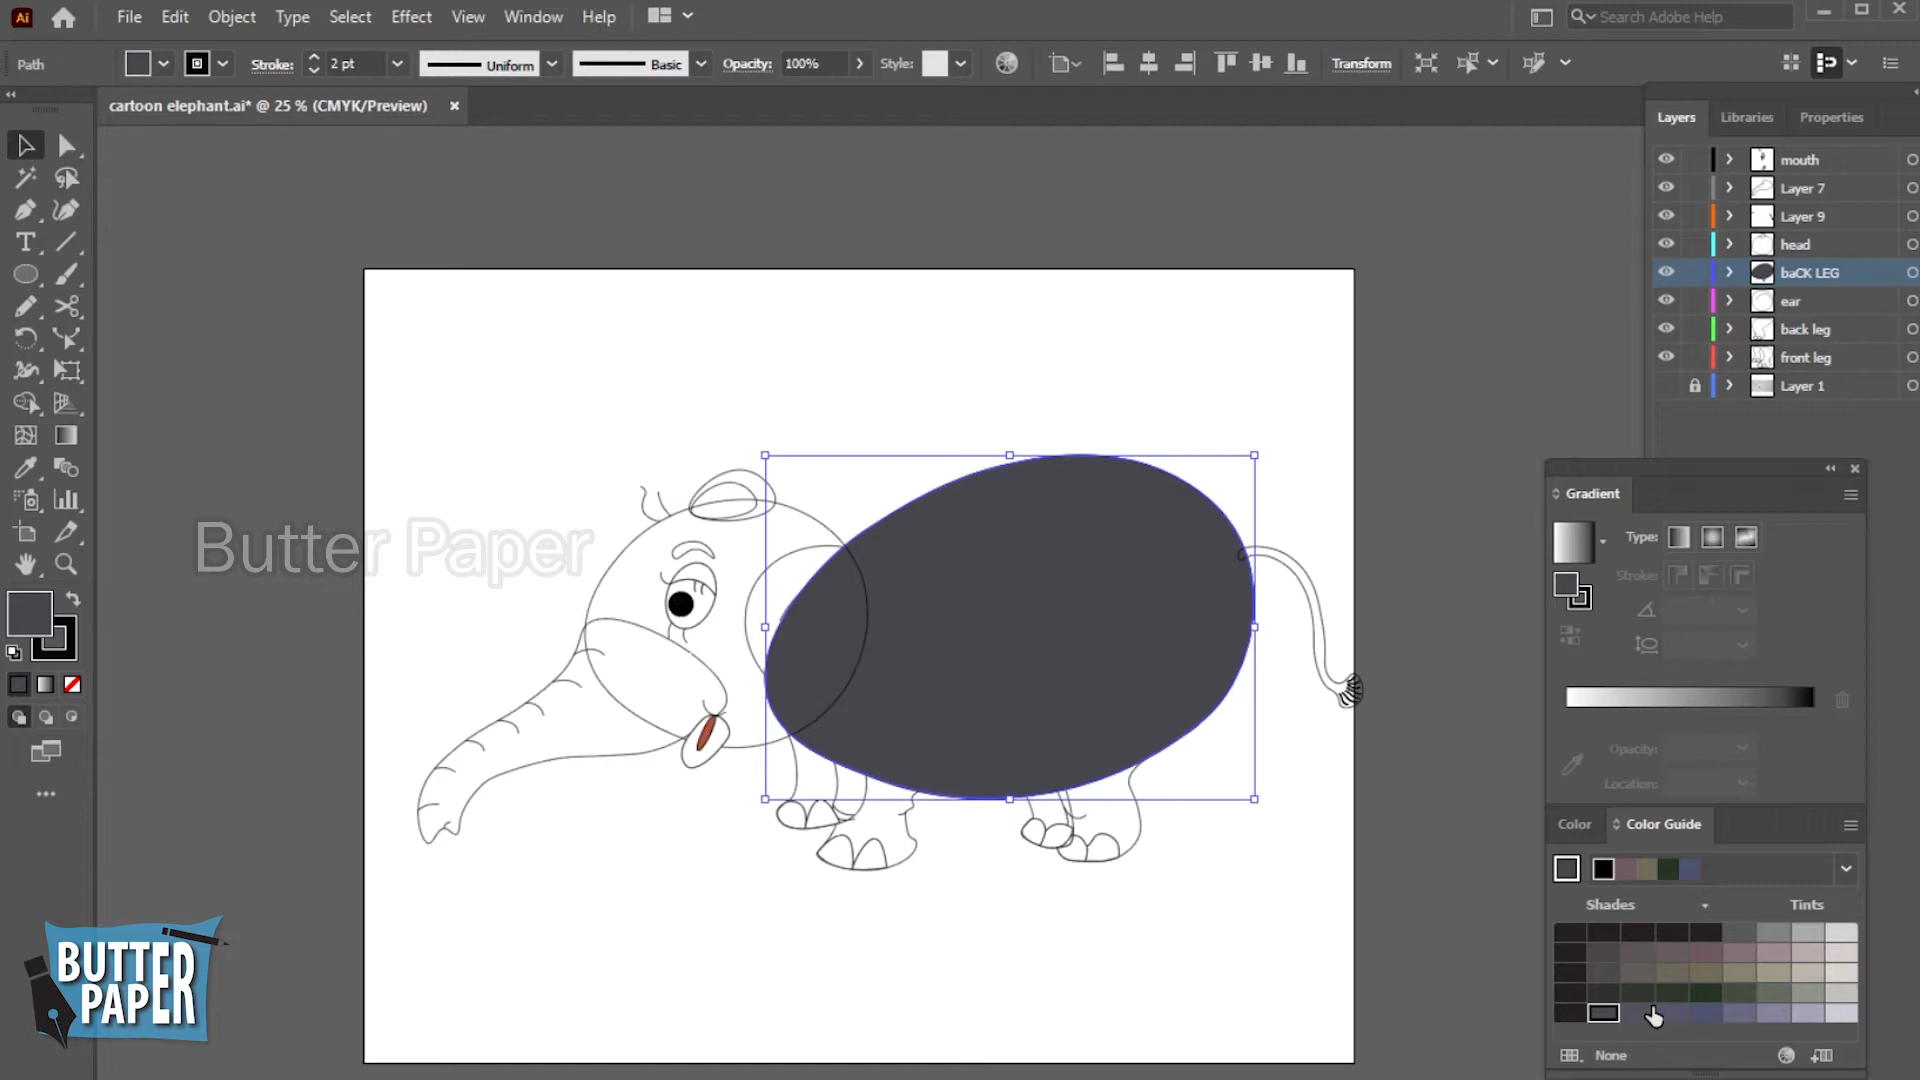 Ai File Edit Object Type Select Effect View Window Help Search Adobe Help
Path Stroke: 2 pt Uniform Basic Opacity: 100% Style: Transform
cartoon elephant.ai* @ 25 % (CMYK/Preview)
Layers Libraries Properties
mouth
Layer 7
Layer 9
head
baCK LEG
ear
back leg
front leg
Layer 1
Butter Paper
Gradient
Type:
Stroke:
Opacity:
Location:
Color Color Guide
Shades Tints
None
BUTTER
PAPER